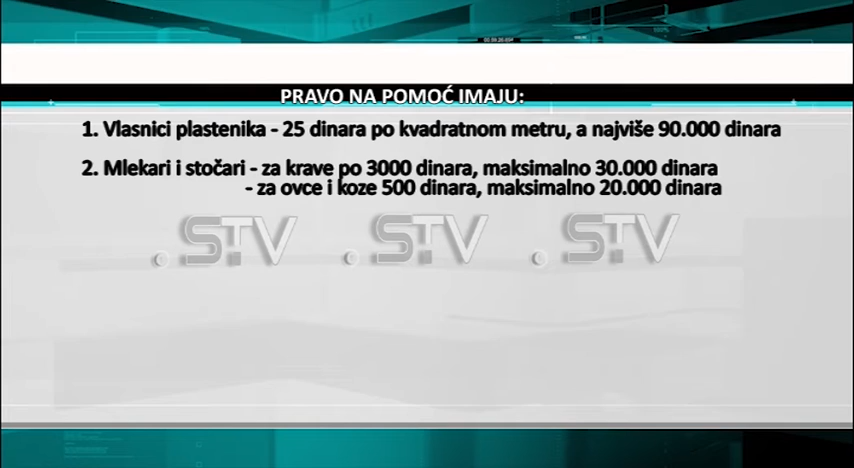 PRAVO NA POMOĆ IMAJU:
1. Vlasnici plastenika - 25 dinara po kvadratnom metru, a najviše 90.000 dinara
2. Mlekari i stočari - za krave po 3000 dinara, maksimalno 30.000 dinara
- za ovce i koze 500 dinara, maksimalno 20.000 dinara
STV STV STV